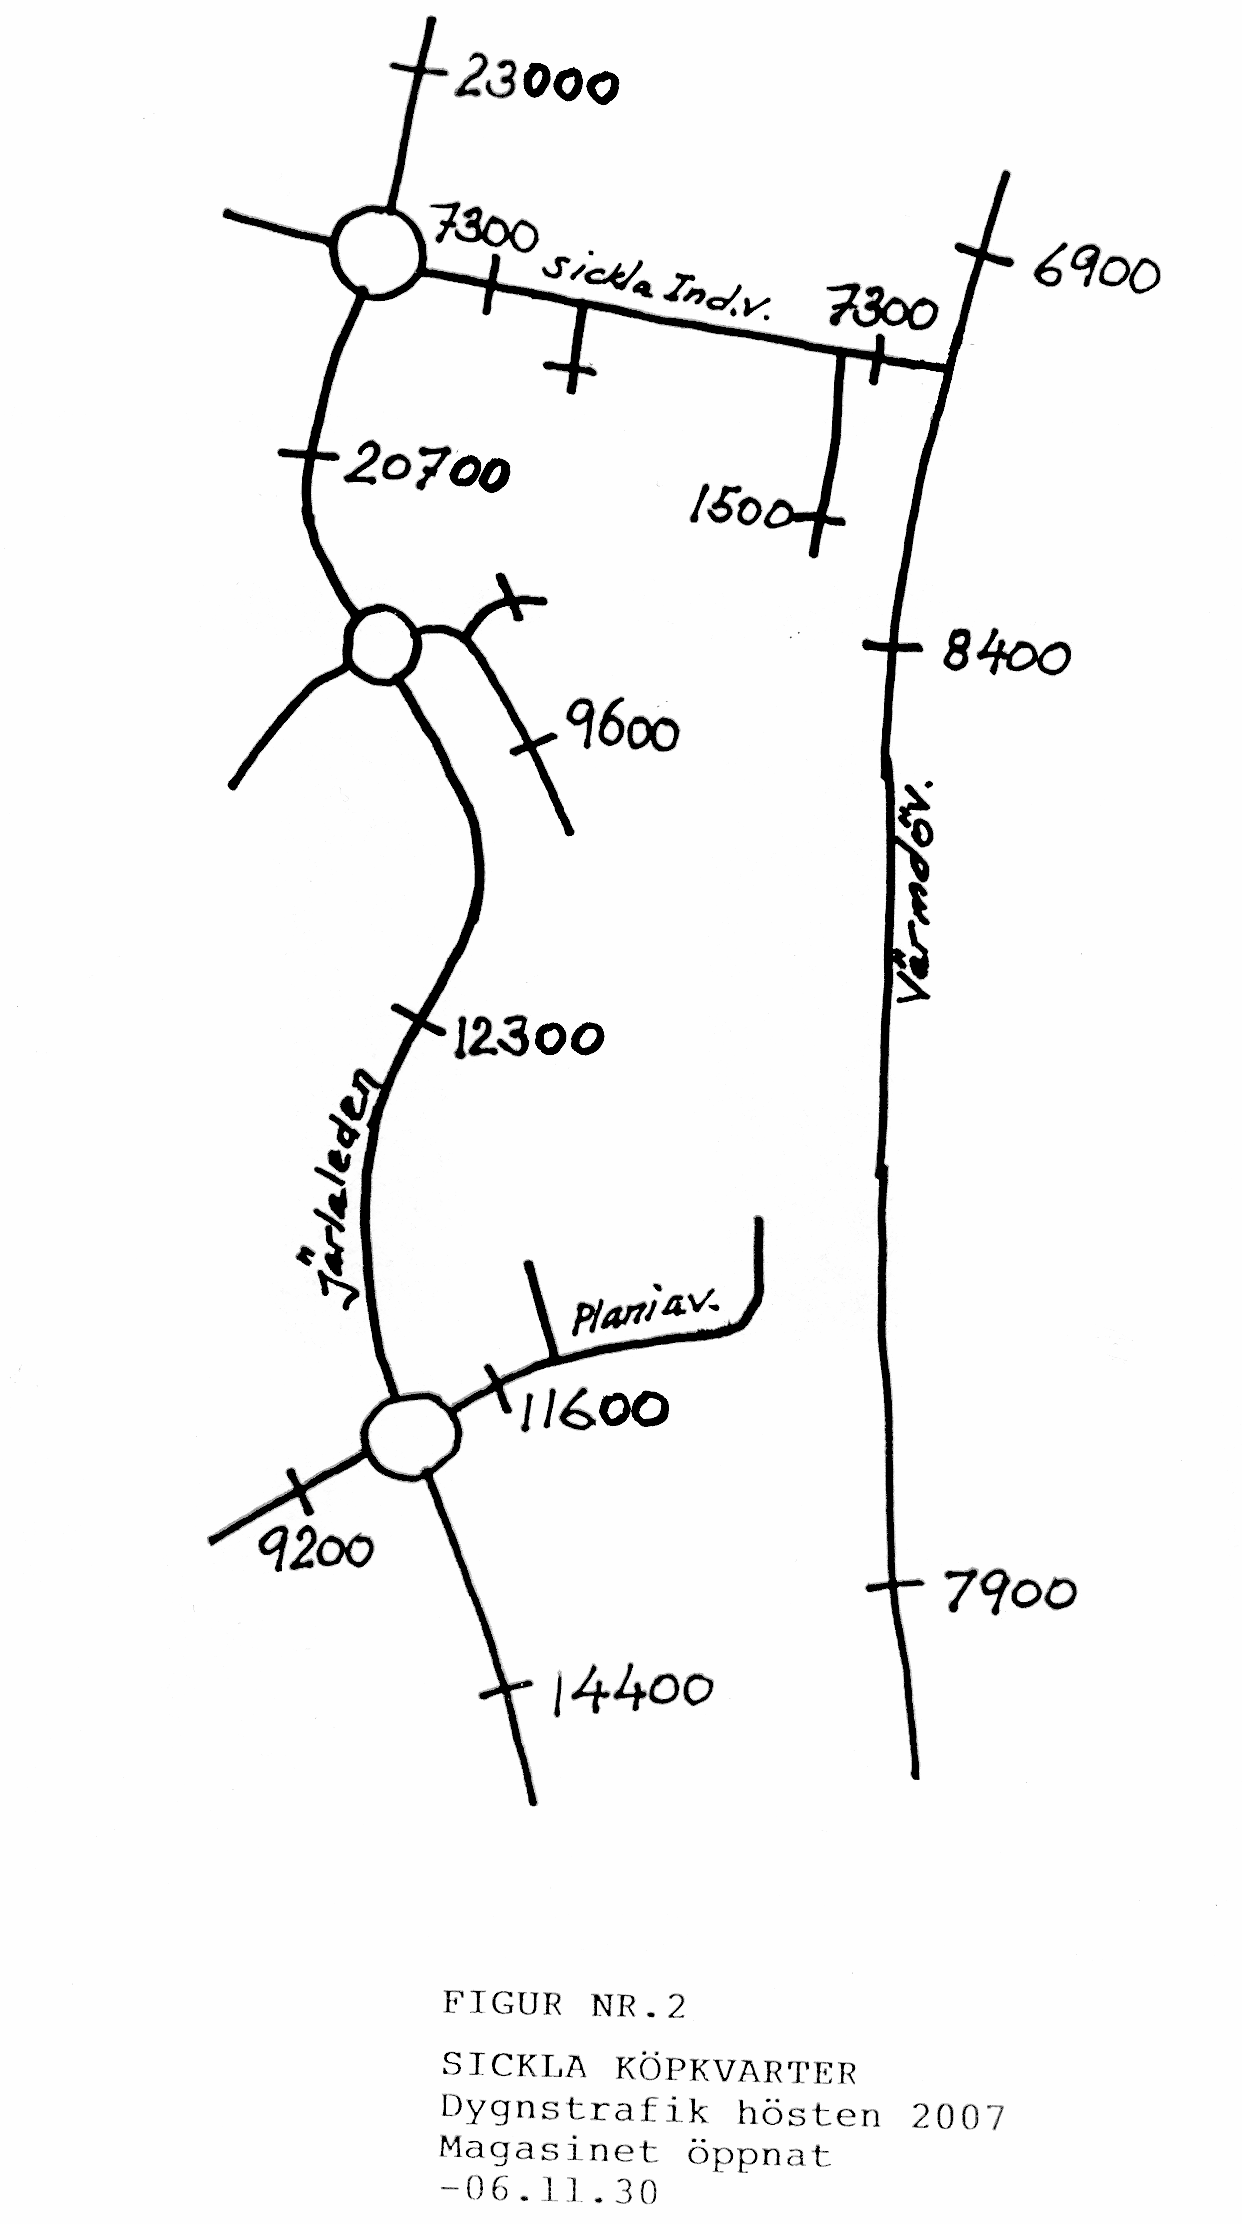 23000
7300
Sickla Ind.v.
7300
6900
20700
1500
8400
9600
Värmdöv.
12300
Järlaleden
Planiav.
11600
9200
7900
14400
FIGUR NR.2
SICKLA KÖPKVARTER
Dygnstrafik hösten 2007
Magasinet öppnat
-06.11.30